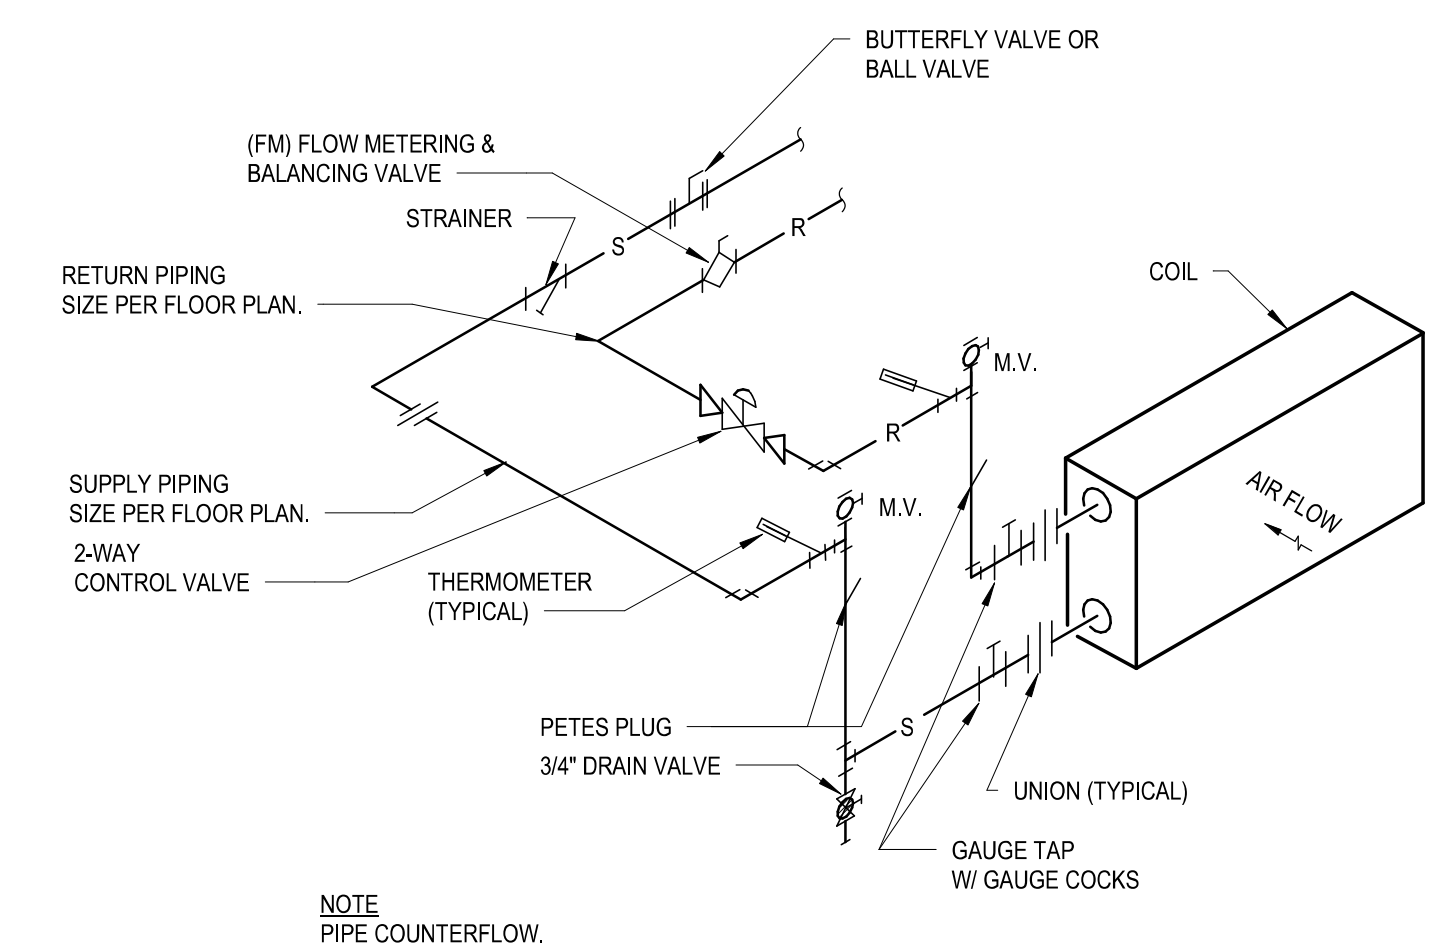 BUTTERFLY VALVE OR
BALL VALVE
(FM) FLOW METERING &
BALANCING VALVE
STRAINER
S
R
RETURN PIPING
SIZE PER FLOOR PLAN.
COIL
M.V.
R
AIR FLOW
SUPPLY PIPING
SIZE PER FLOOR PLAN.
M.V.
2-WAY
CONTROL VALVE
THERMOMETER
(TYPICAL)
PETES PLUG
S
3/4" DRAIN VALVE
UNION (TYPICAL)
GAUGE TAP
W/ GAUGE COCKS
NOTE
PIPE COUNTERFLOW.